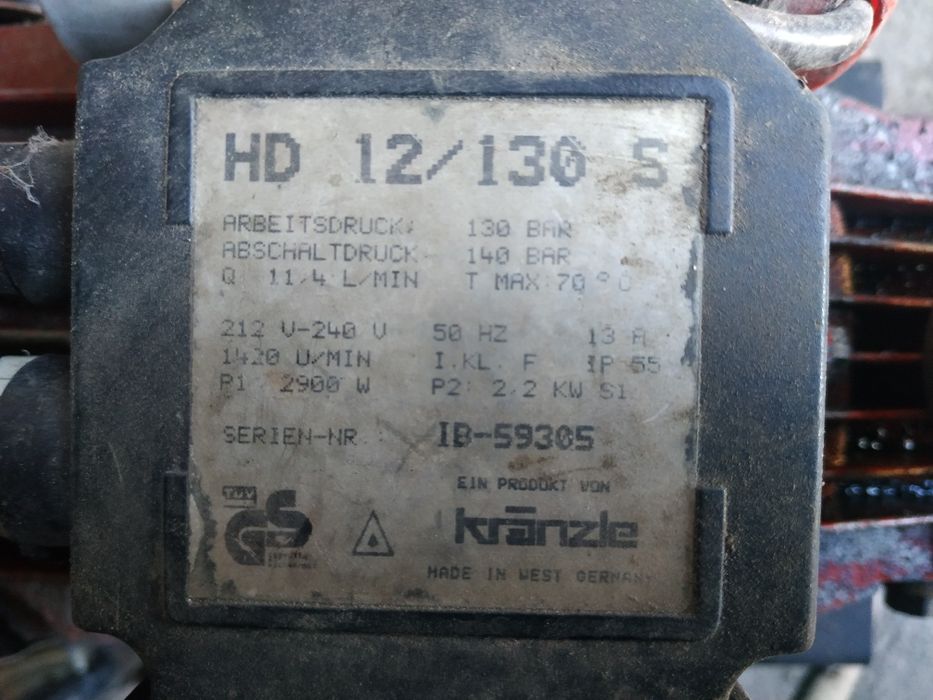 HD 12/130 S
ARBEITSDRUCK: 130 BAR
ABSCHALTDRUCK 140 BAR
Q 11,4 L/MIN T MAX 70°C
212 V-240 V 50 HZ 13 A
1420 U/MIN I.KL. F IP 55
P1: 2900 W P2: 2,2 KW S1
SERIEN-NR IB-59305
EIN PRODUKT VON
TÜV
GS
Kränzle
MADE IN WEST GERMANY